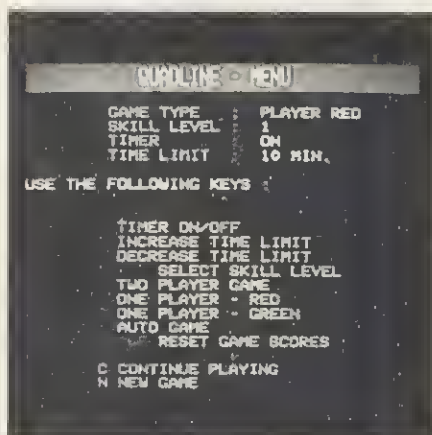 QUADLINE - MENU
GAME TYPE : PLAYER RED
SKILL LEVEL : 1
TIMER : ON
TIME LIMIT : 10 MIN.
USE THE FOLLOWING KEYS :
TIMER ON/OFF
INCREASE TIME LIMIT
DECREASE TIME LIMIT
SELECT SKILL LEVEL
TWO PLAYER GAME
ONE PLAYER - RED
ONE PLAYER - GREEN
AUTO GAME
RESET GAME SCORES
C CONTINUE PLAYING
N NEW GAME